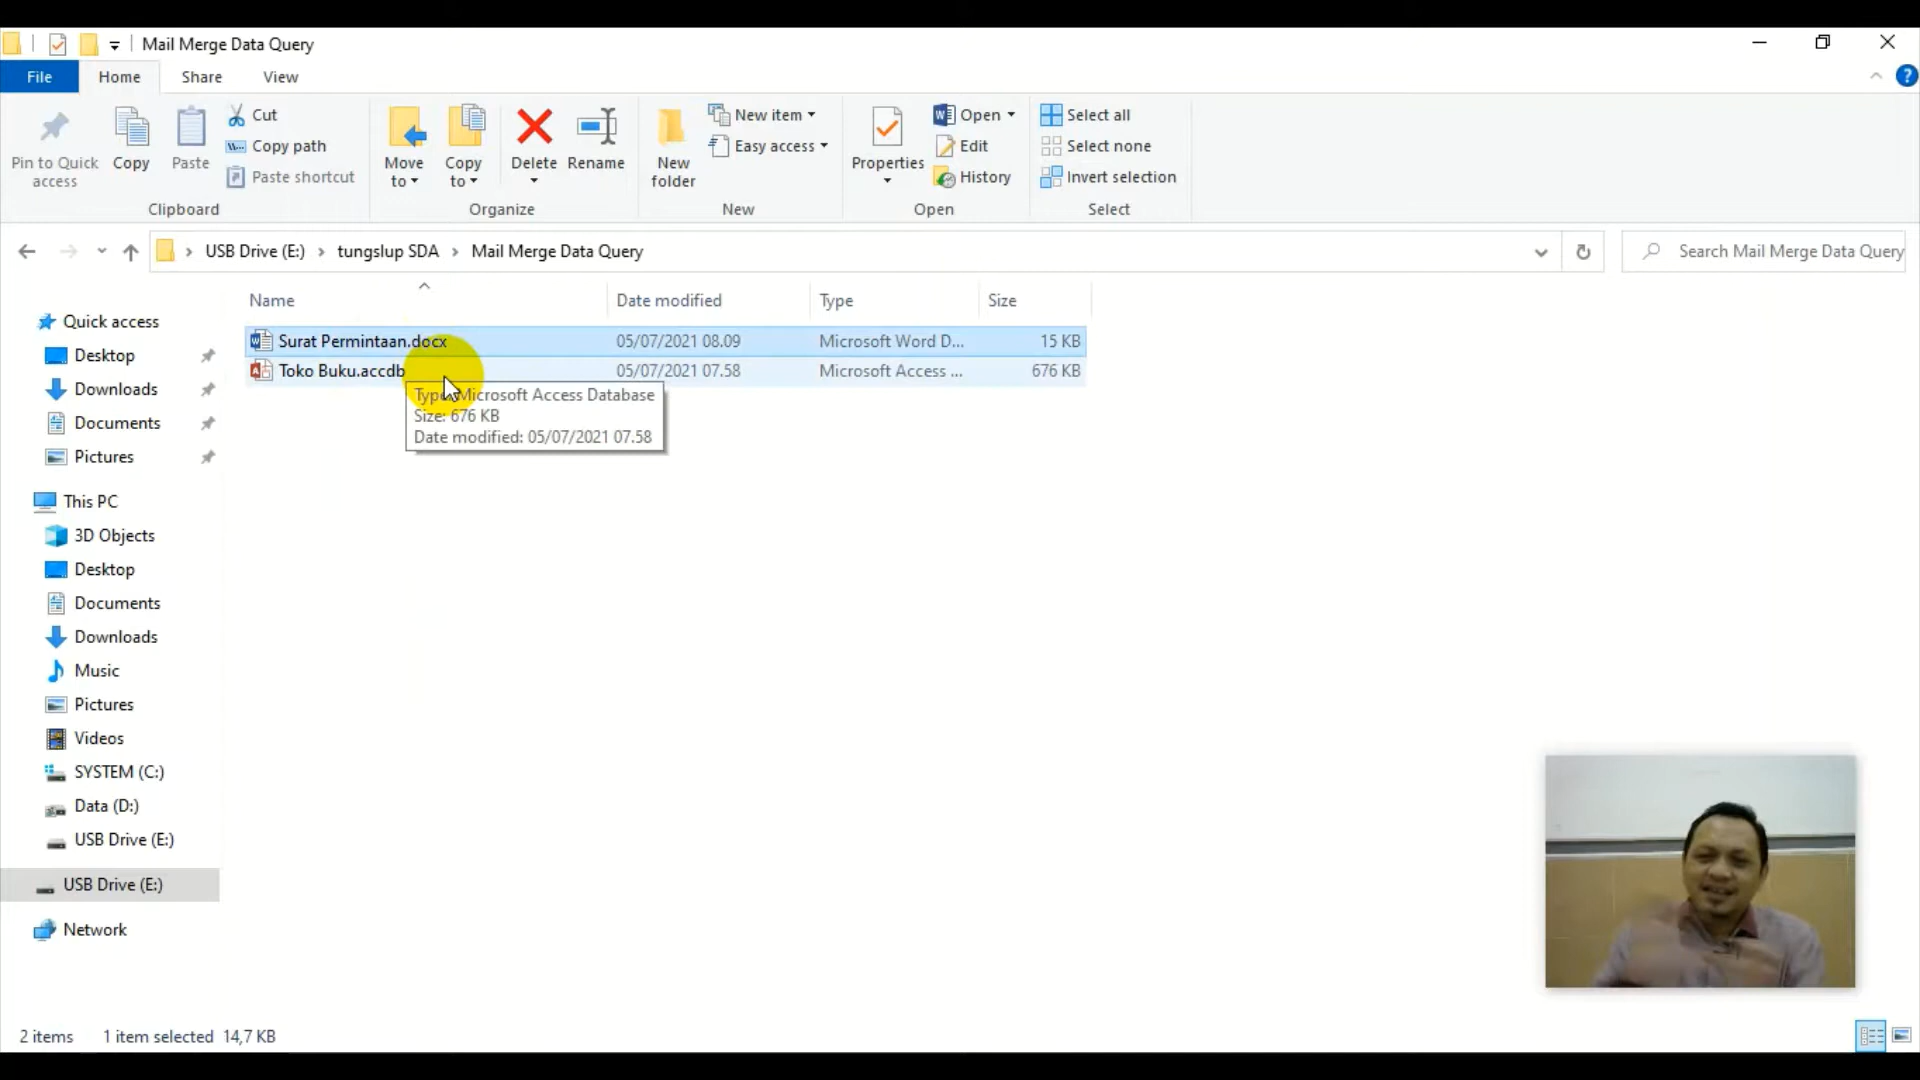 Mail Merge Data Query
File Home Share View
Pin to Quick access
Copy
Paste
Cut
Copy path
Paste shortcut
Clipboard
Move to
Copy to
Delete
Rename
Organize
New folder
New item
Easy access
New
Properties
Open
Edit
History
Open
Select all
Select none
Invert selection
Select
USB Drive (E:) › tungslup SDA › Mail Merge Data Query
Search Mail Merge Data Query
Name Date modified Type Size
Surat Permintaan.docx 05/07/2021 08.09 Microsoft Word D... 15 KB
Toko Buku.accdb 05/07/2021 07.58 Microsoft Access ... 676 KB
Type: Microsoft Access Database
Size: 676 KB
Date modified: 05/07/2021 07.58
Quick access
Desktop
Downloads
Documents
Pictures
This PC
3D Objects
Desktop
Documents
Downloads
Music
Pictures
Videos
SYSTEM (C:)
Data (D:)
USB Drive (E:)
USB Drive (E:)
Network
2 items 1 item selected 14,7 KB